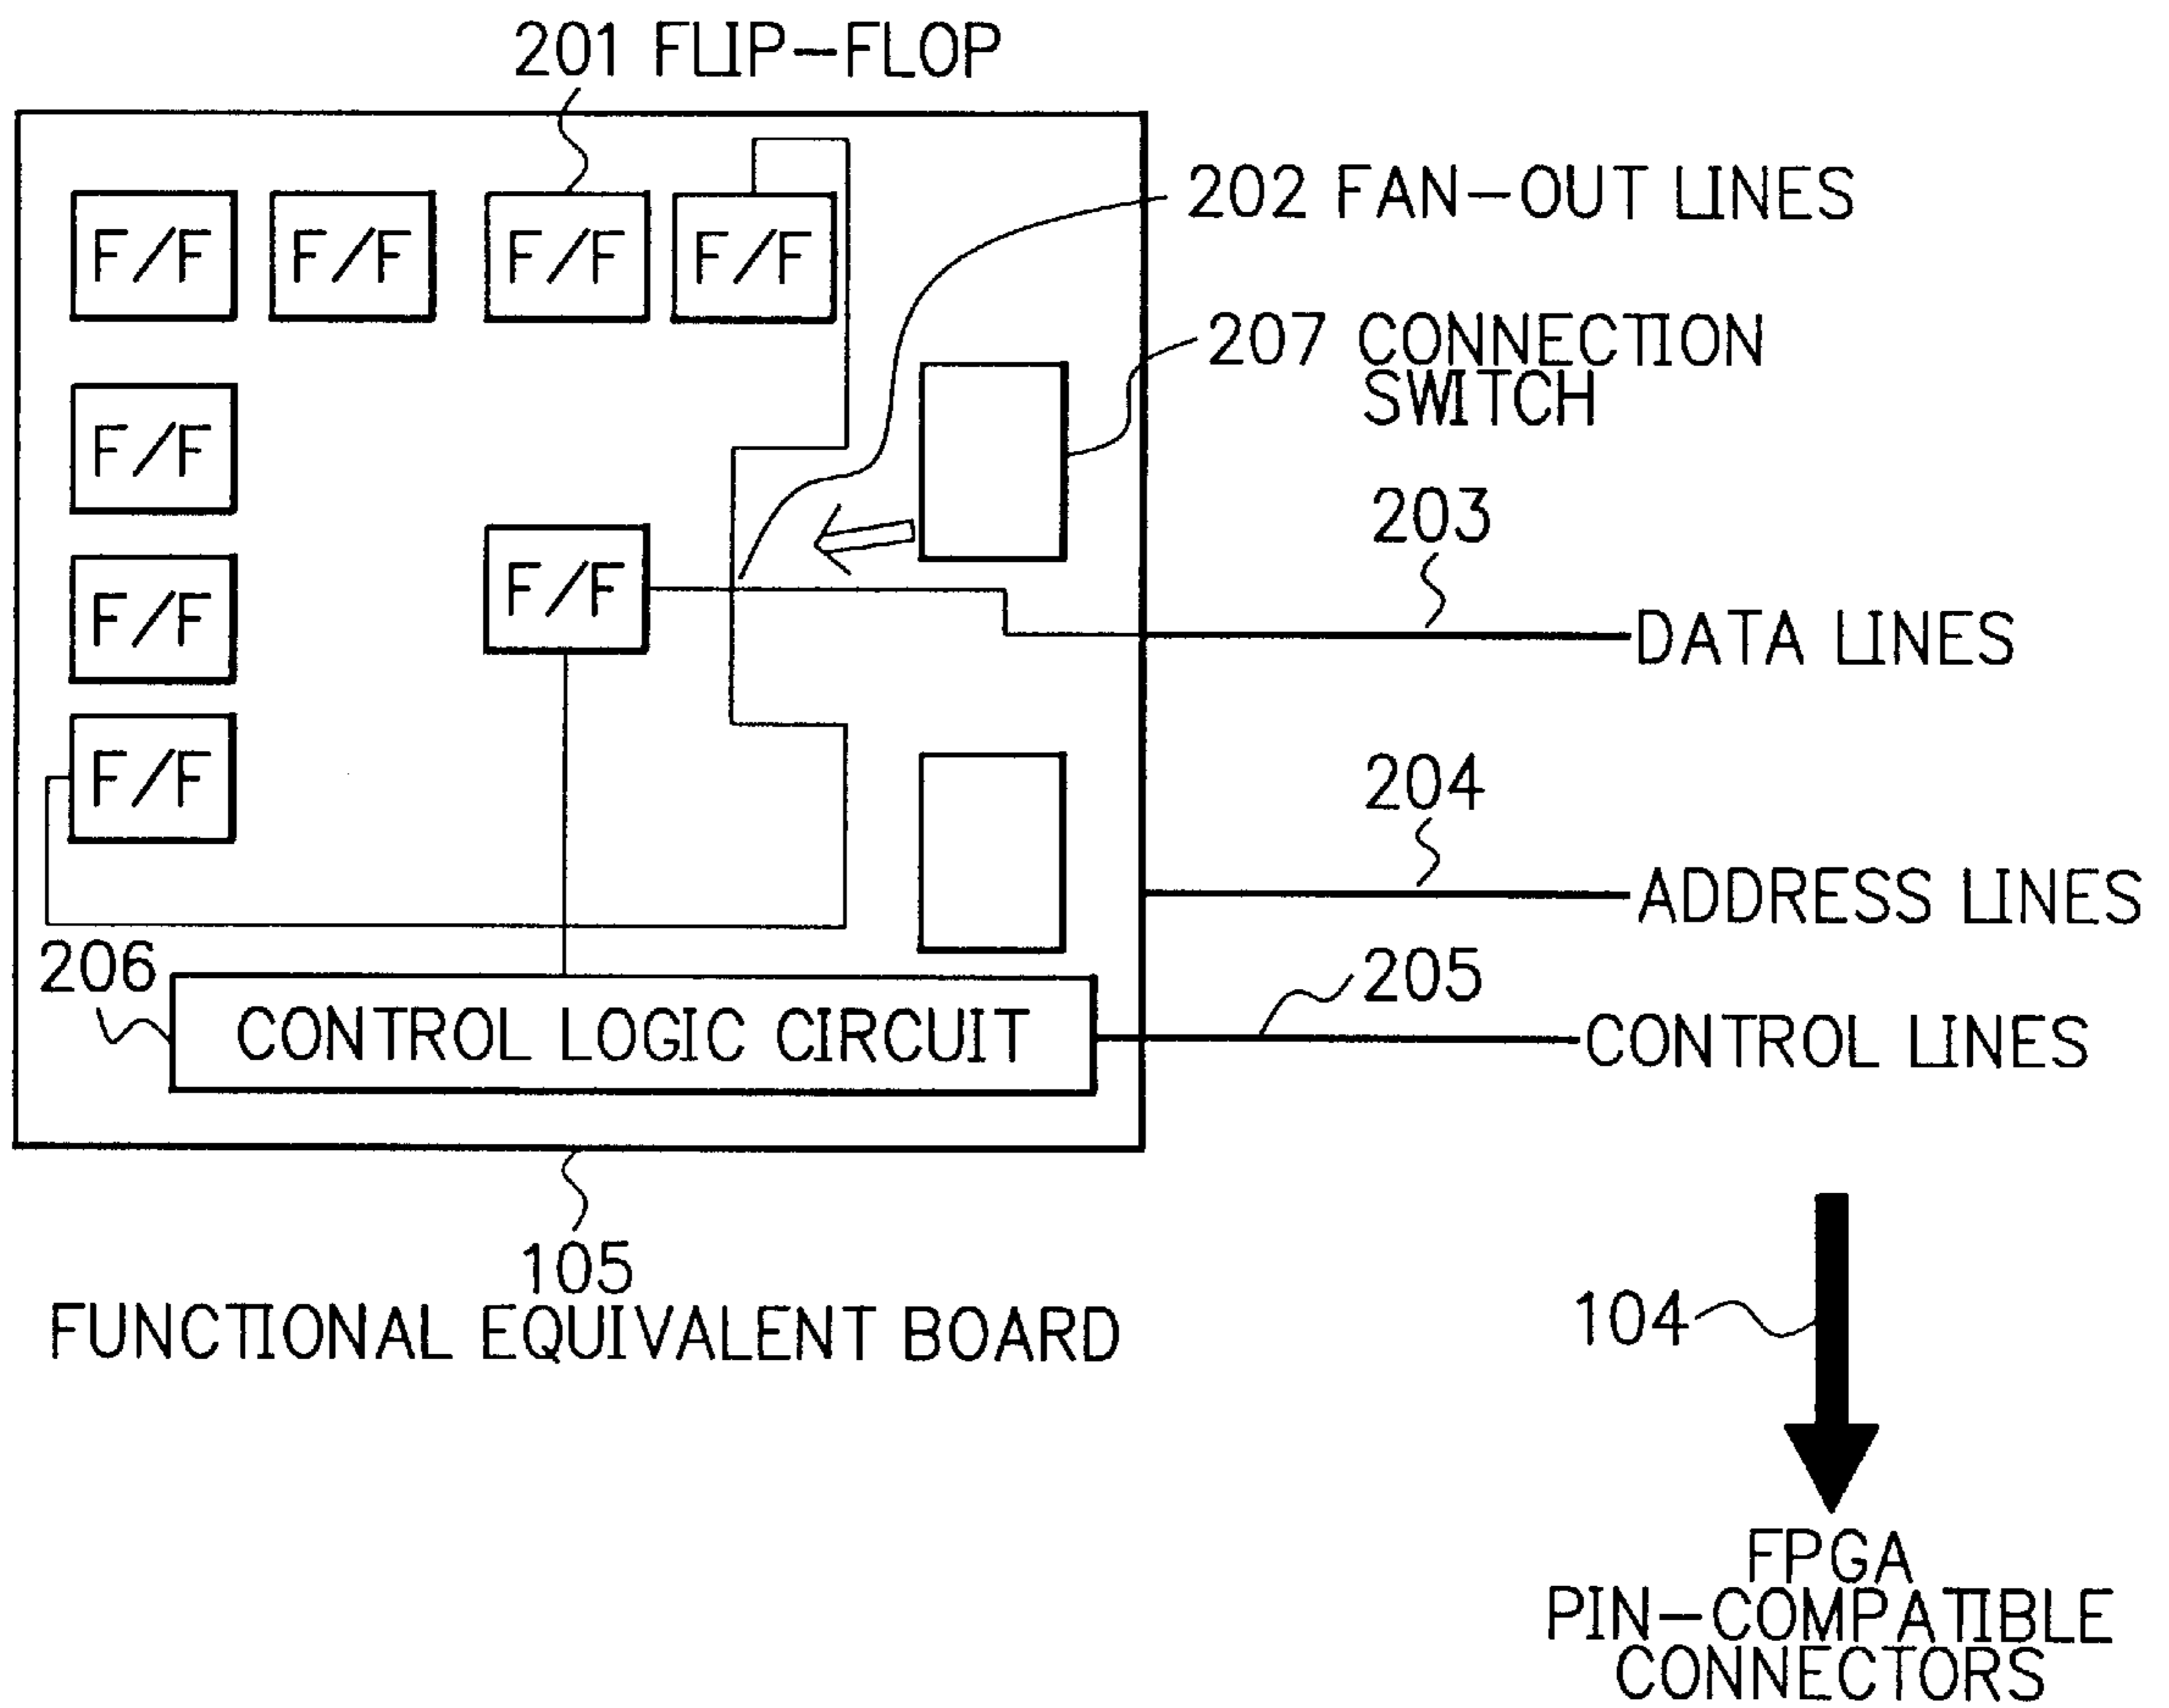 201 FLIP-FLOP
F/F F/F F/F F/F
202 FAN-OUT LINES
207 CONNECTION
SWITCH
F/F
203
F/F F/F
DATA LINES
F/F
204
ADDRESS LINES
206
205
CONTROL LOGIC CIRCUIT
CONTROL LINES
105
FUNCTIONAL EQUIVALENT BOARD
104
FPGA
PIN-COMPATIBLE
CONNECTORS